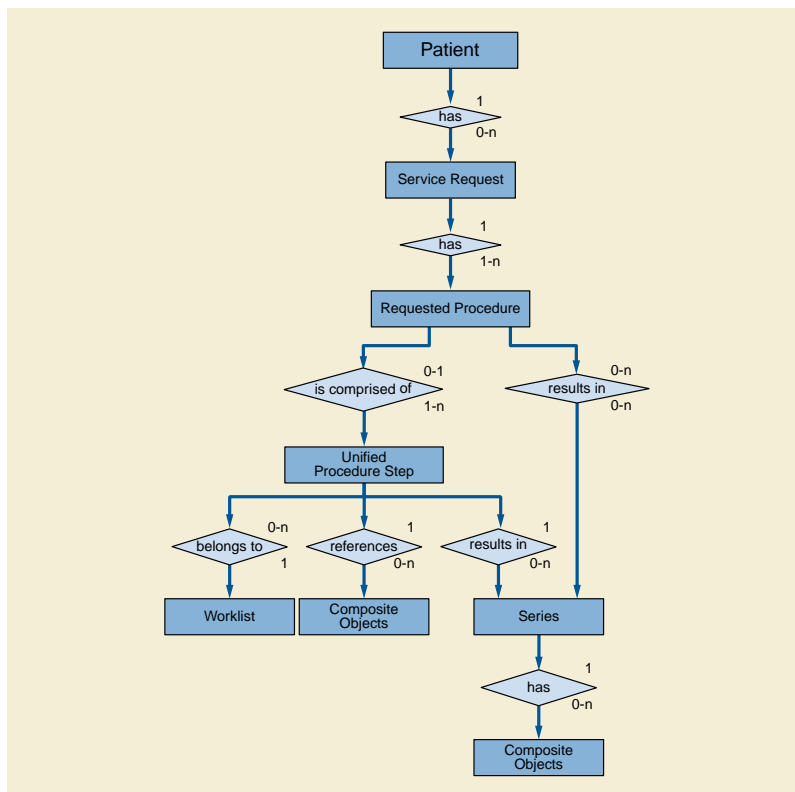 Patient
1
has
0-n
Service Request
1
has
1-n
Requested Procedure
0-1
is comprised of
1-n
0-n
results in
0-n
Unified
Procedure Step
0-n
belongs to
1
1
references
0-n
1
results in
0-n
Worklist
Composite
Objects
Series
1
has
0-n
Composite
Objects